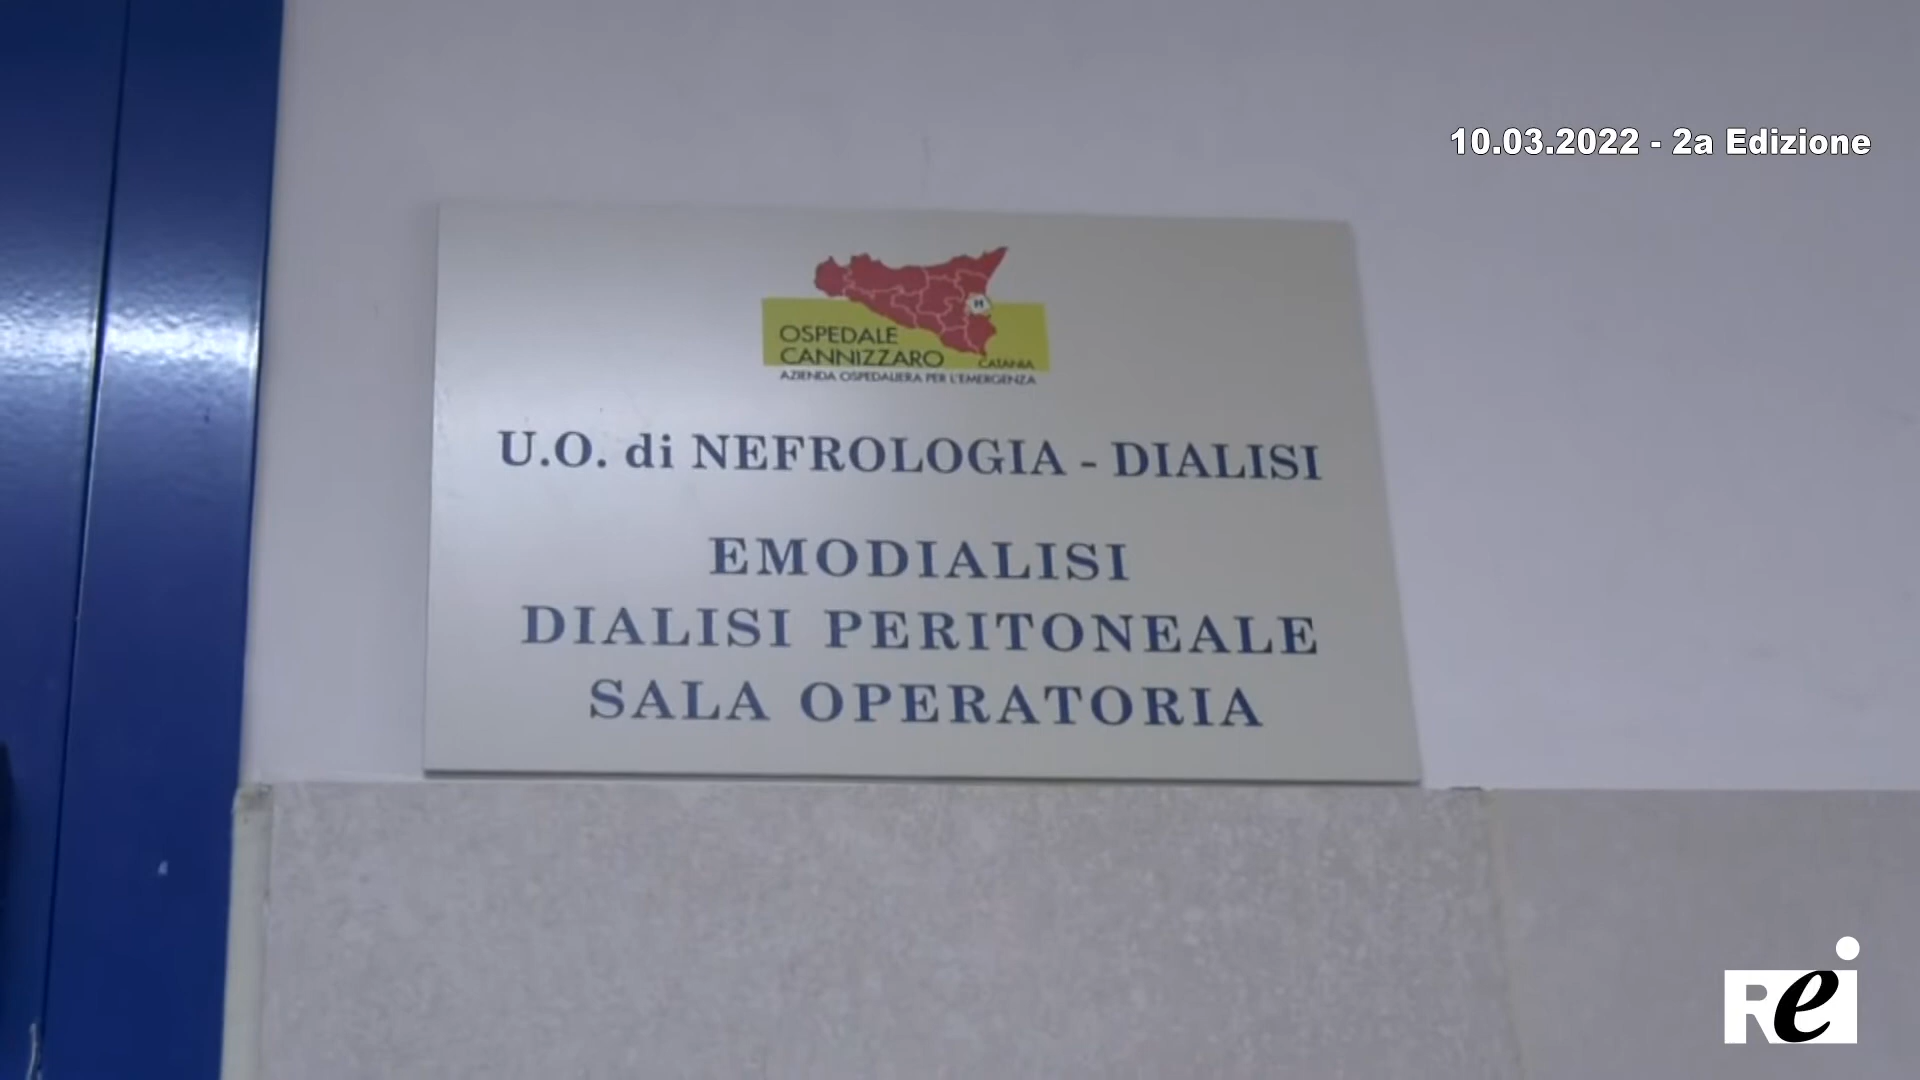 10.03.2022 - 2a Edizione
OSPEDALE
CANNIZZARO
CATANIA
AZIENDA OSPEDALIERA PER L'EMERGENZA
U.O. di NEFROLOGIA - DIALISI
EMODIALISI
DIALISI PERITONEALE
SALA OPERATORIA
Rei